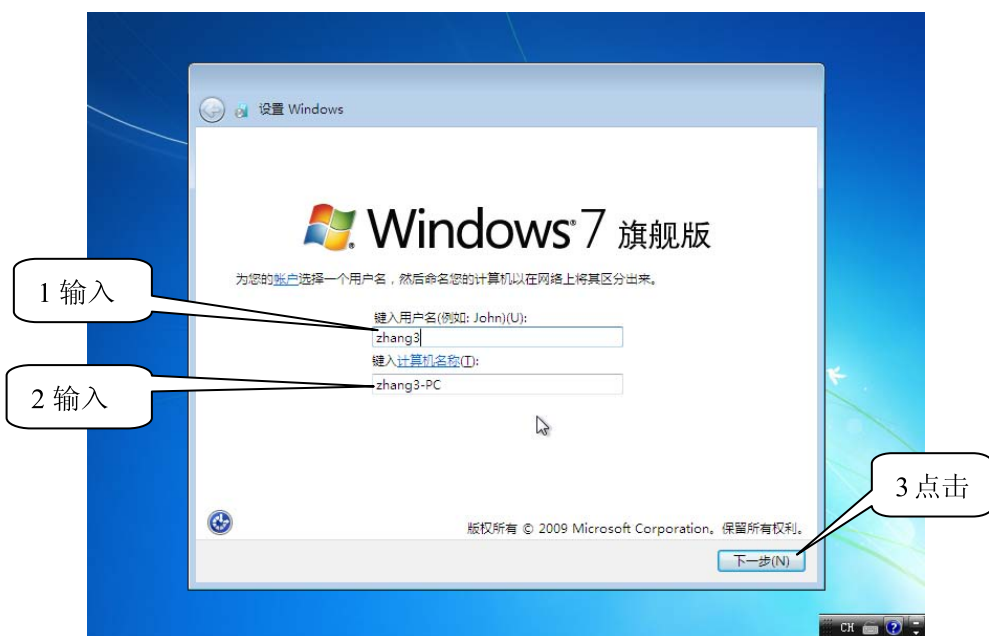 设置 Windows
Windows 7 旗舰版
为您的帐户选择一个用户名，然后命名您的计算机以在网络上将其区分出来。
1 输入
键入用户名(例如: John)(U):
zhang3
键入计算机名称(T):
2 输入
zhang3-PC
3 点击
版权所有 © 2009 Microsoft Corporation。保留所有权利。
下一步(N)
CH